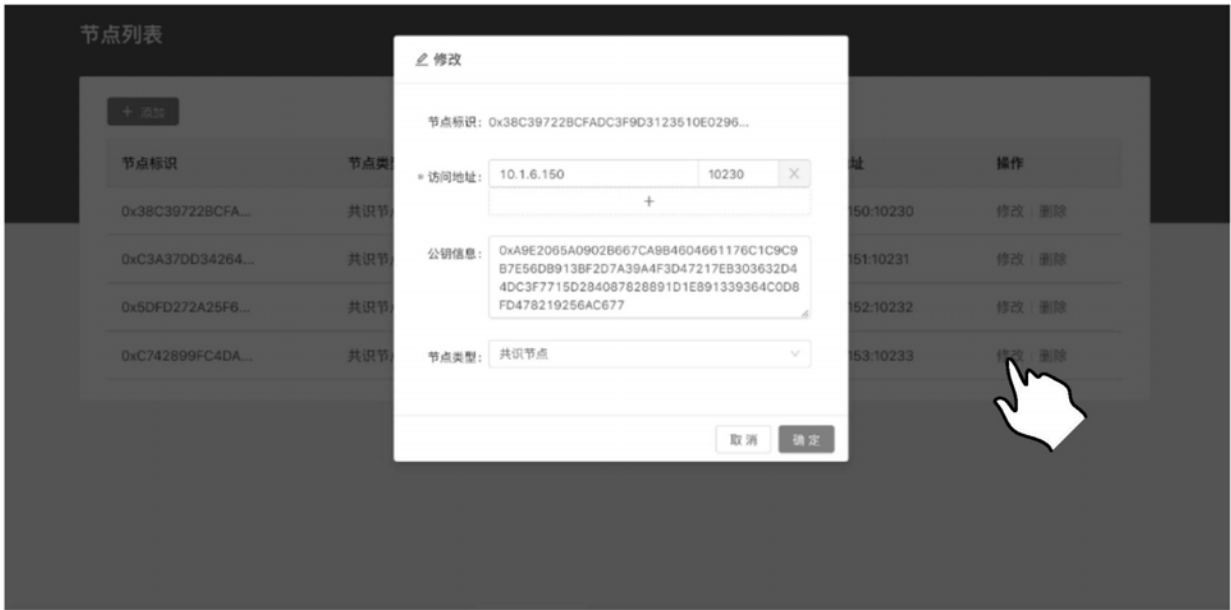 节点列表
修改
+ 添加
节点标识: 0x38C39722BCFADC3F9D3123510E0296...
节点标识 节点类 址 操作
* 访问地址: 10.1.6.150 10230
+
0x38C39722BCFA... 共识节 150:10230 修改 | 删除
公钥信息: 0xA9E2065A0902B667CA9B4604661176C1C9C9
B7E56DB913BF2D7A39A4F3D47217EB303632D4
4DC3F7715D284087828891D1E891339364C0D8
FD478219256AC677
0xC3A37DD34264... 共识节 151:10231 修改 | 删除
0x5DFD272A25F6... 共识节 152:10232 修改 | 删除
节点类型: 共识节点
0xC742899FC4DA... 共识节 153:10233 修改 | 删除
取消 确定